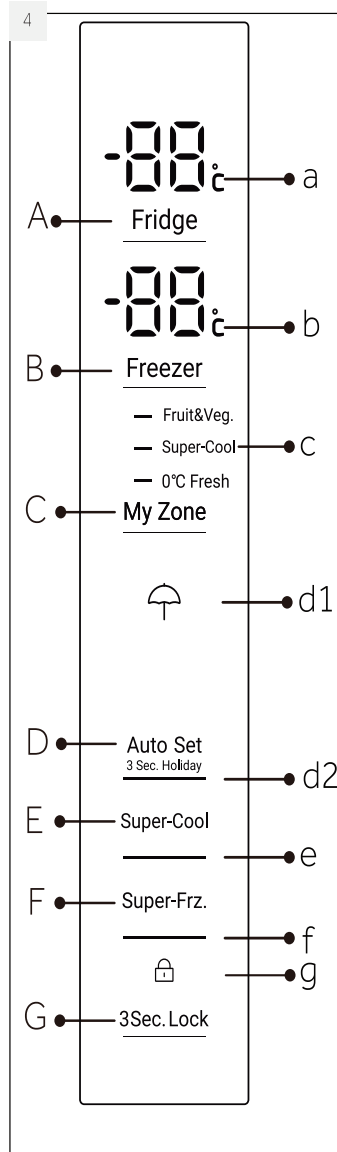 4
-88°C
a
A
Fridge
-88°C
b
B
Freezer
Fruit&Veg.
Super-Cool
c
0°C Fresh
C
My Zone
d1
D
Auto Set
3 Sec. Holiday
d2
E
Super-Cool
e
F
Super-Frz.
f
g
G
3Sec. Lock